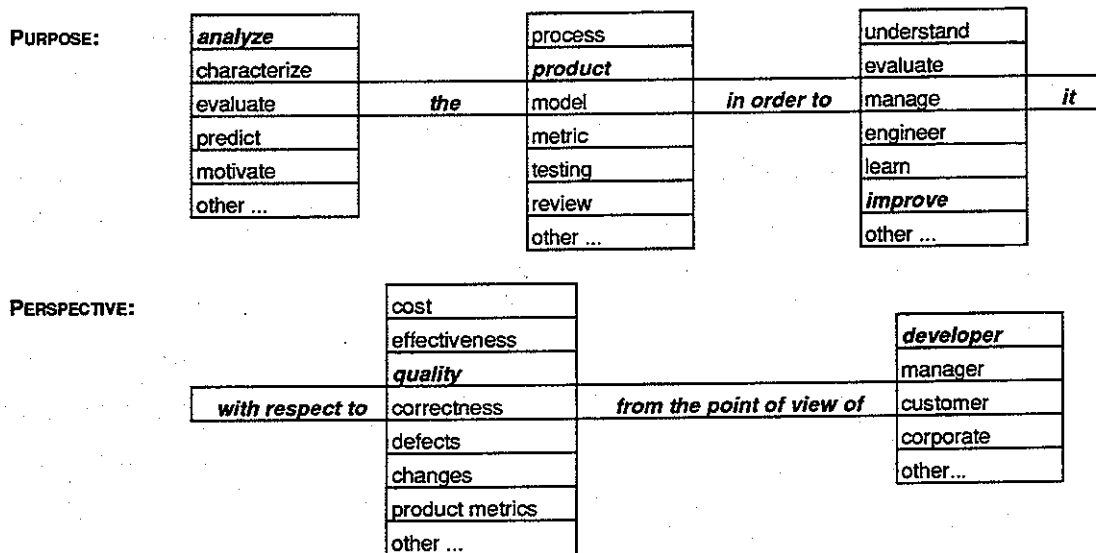 PURPOSE:
analyze
characterize
evaluate
predict
motivate
other ...
the
process
product
model
metric
testing
review
other ...
in order to
understand
evaluate
manage
engineer
learn
improve
other ...
it
PERSPECTIVE:
with respect to
cost
effectiveness
quality
correctness
defects
changes
product metrics
other ...
from the point of view of
developer
manager
customer
corporate
other...